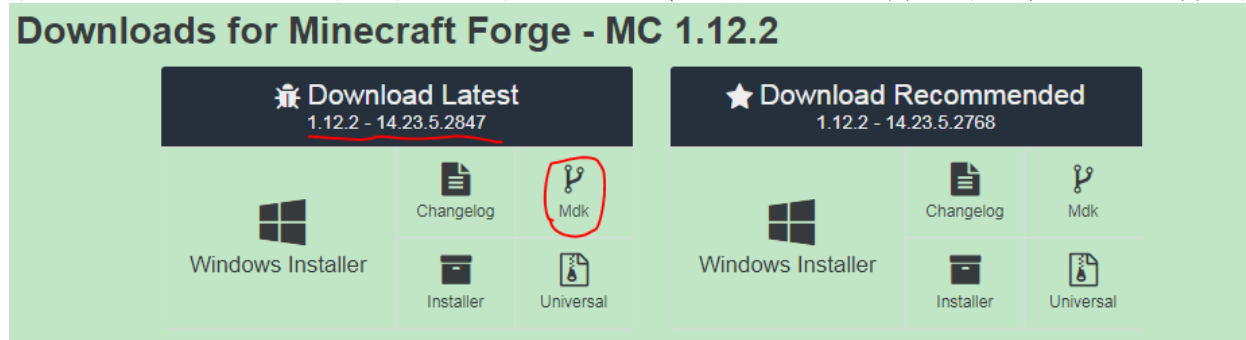 Downloads for Minecraft Forge - MC 1.12.2
Download Latest
1.12.2 - 14.23.5.2847
Windows Installer
Changelog
Mdk
Installer
Universal
Download Recommended
1.12.2 - 14.23.5.2768
Windows Installer
Changelog
Mdk
Installer
Universal